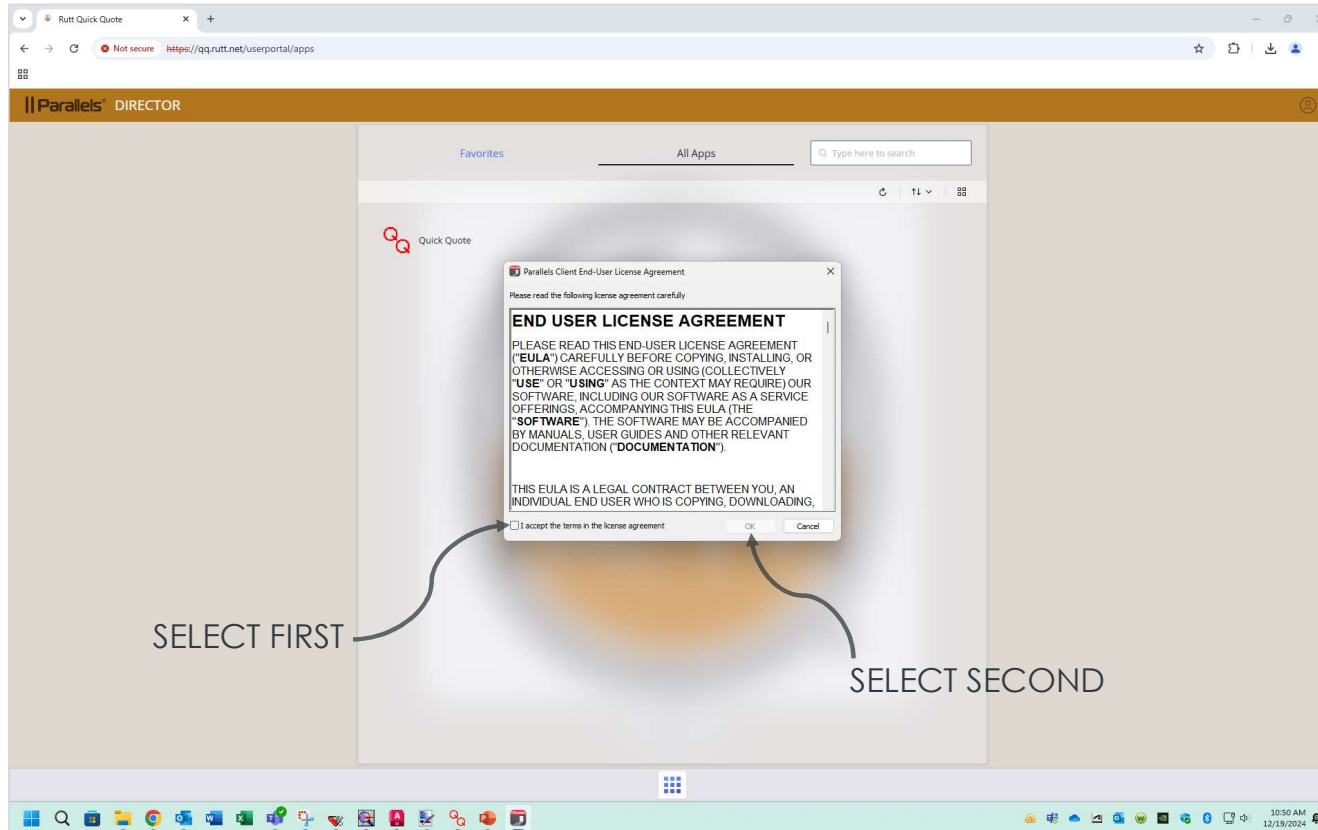 Rutt Quick Quote
Not secure https://qq.rutt.net/userportal/apps
Parallels® DIRECTOR
Favorites All Apps Type here to search
Quick Quote
Parallels Client End-User License Agreement
Please read the following license agreement carefully
END USER LICENSE AGREEMENT
PLEASE READ THIS END-USER LICENSE AGREEMENT
("EULA") CAREFULLY BEFORE COPYING, INSTALLING, OR
OTHERWISE ACCESSING OR USING (COLLECTIVELY
"USE" OR "USING" AS THE CONTEXT MAY REQUIRE) OUR
SOFTWARE, INCLUDING OUR SOFTWARE AS A SERVICE
OFFERINGS, ACCOMPANYING THIS EULA (THE
"SOFTWARE"). THE SOFTWARE MAY BE ACCOMPANIED
BY MANUALS, USER GUIDES AND OTHER RELEVANT
DOCUMENTATION ("DOCUMENTATION").
THIS EULA IS A LEGAL CONTRACT BETWEEN YOU, AN
INDIVIDUAL END USER WHO IS COPYING, DOWNLOADING,
I accept the terms in the license agreement OK Cancel
SELECT FIRST
SELECT SECOND
10:50 AM
12/19/2024